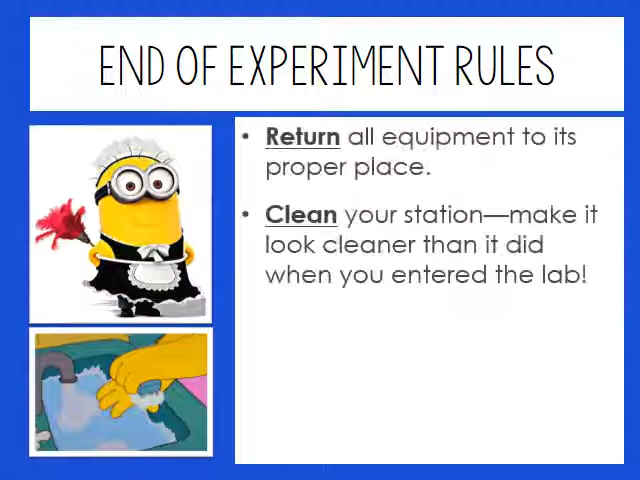 END OF EXPERIMENT RULES
• Return all equipment to its
proper place.
• Clean your station—make it
look cleaner than it did
when you entered the lab!